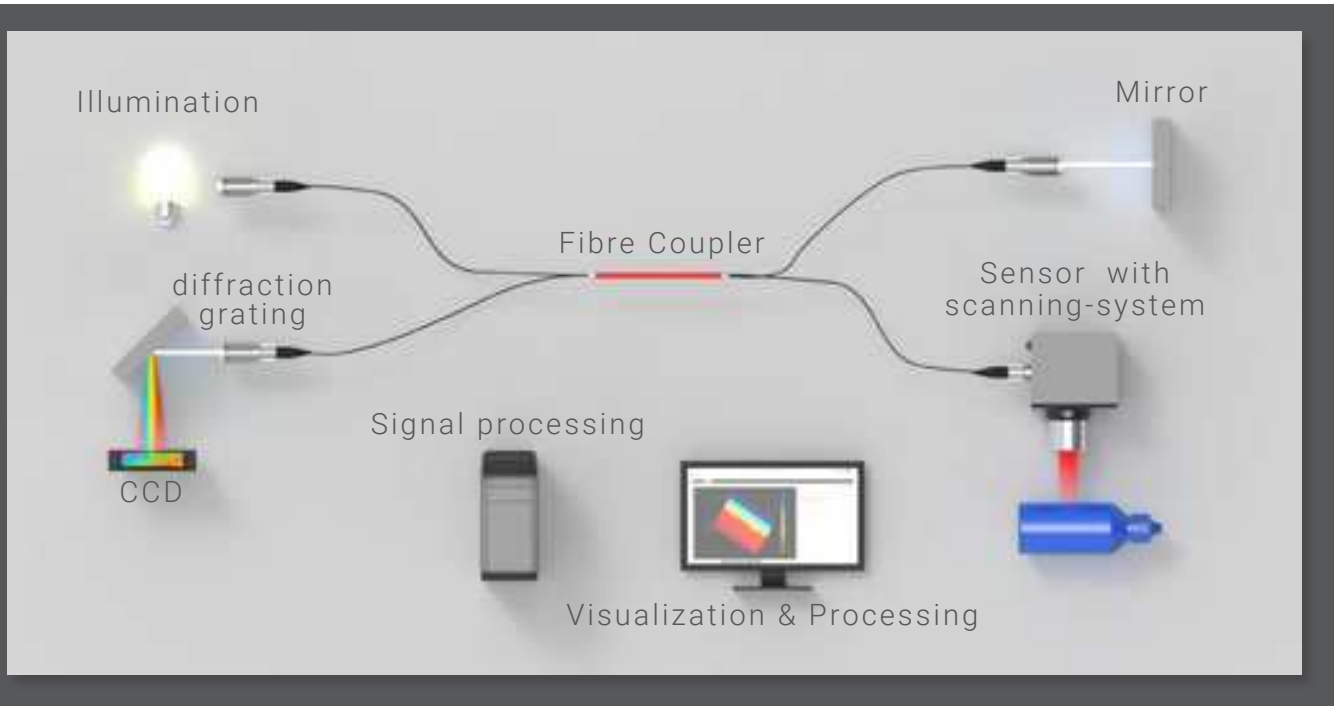 Illumination
Mirror
Fibre Coupler
diffraction
grating
Sensor with
scanning-system
Signal processing
CCD
Visualization & Processing